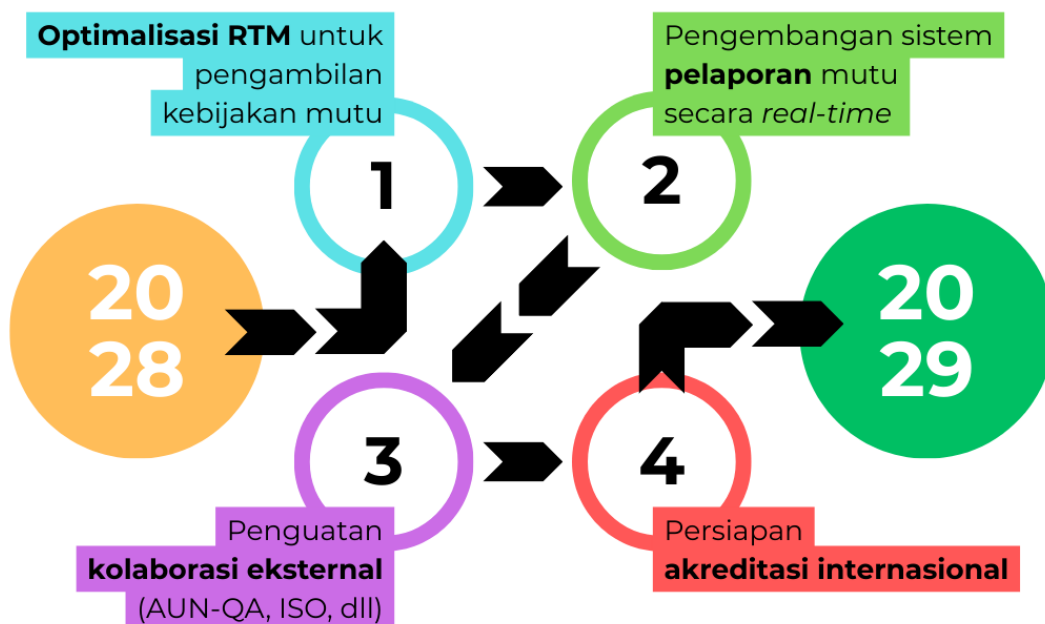 Optimalisasi RTM untuk
pengambilan
kebijakan mutu
1
Pengembangan sistem
pelaporan mutu
secara real-time
2
20
28
3
Penguatan
kolaborasi eksternal
(AUN-QA, ISO, dll)
4
Persiapan
akreditasi internasional
20
29